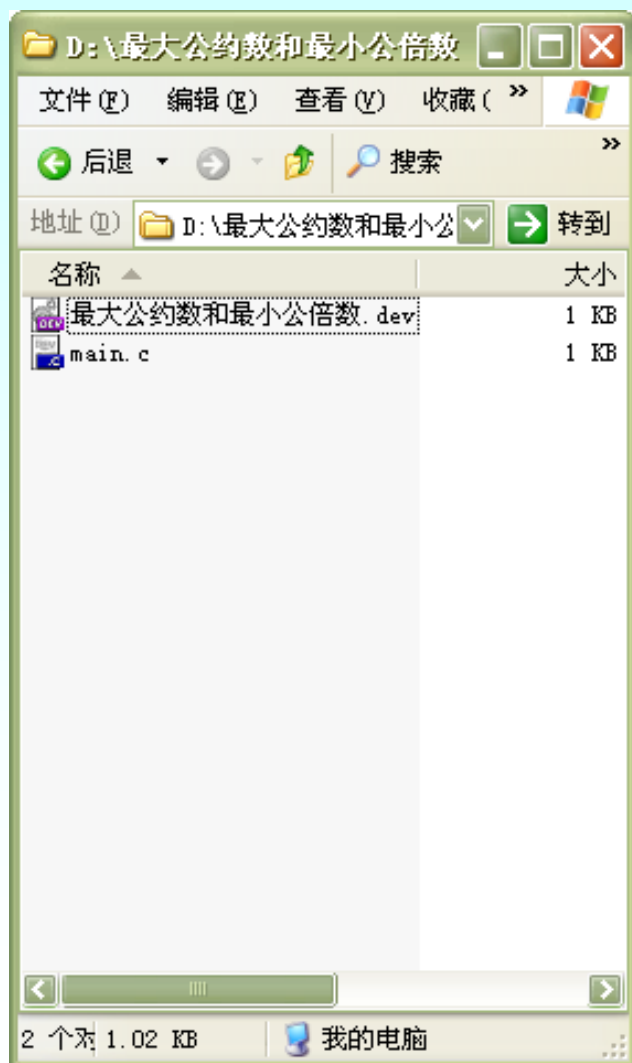 D:\最大公约数和最小公倍数
文件(F) 编辑(E) 查看(V) 收藏( »
后退 搜索 »
地址(D) D:\最大公约数和最小公 转到
名称 大小
最大公约数和最小公倍数.dev 1 KB
main.c 1 KB
2 个对 1.02 KB 我的电脑